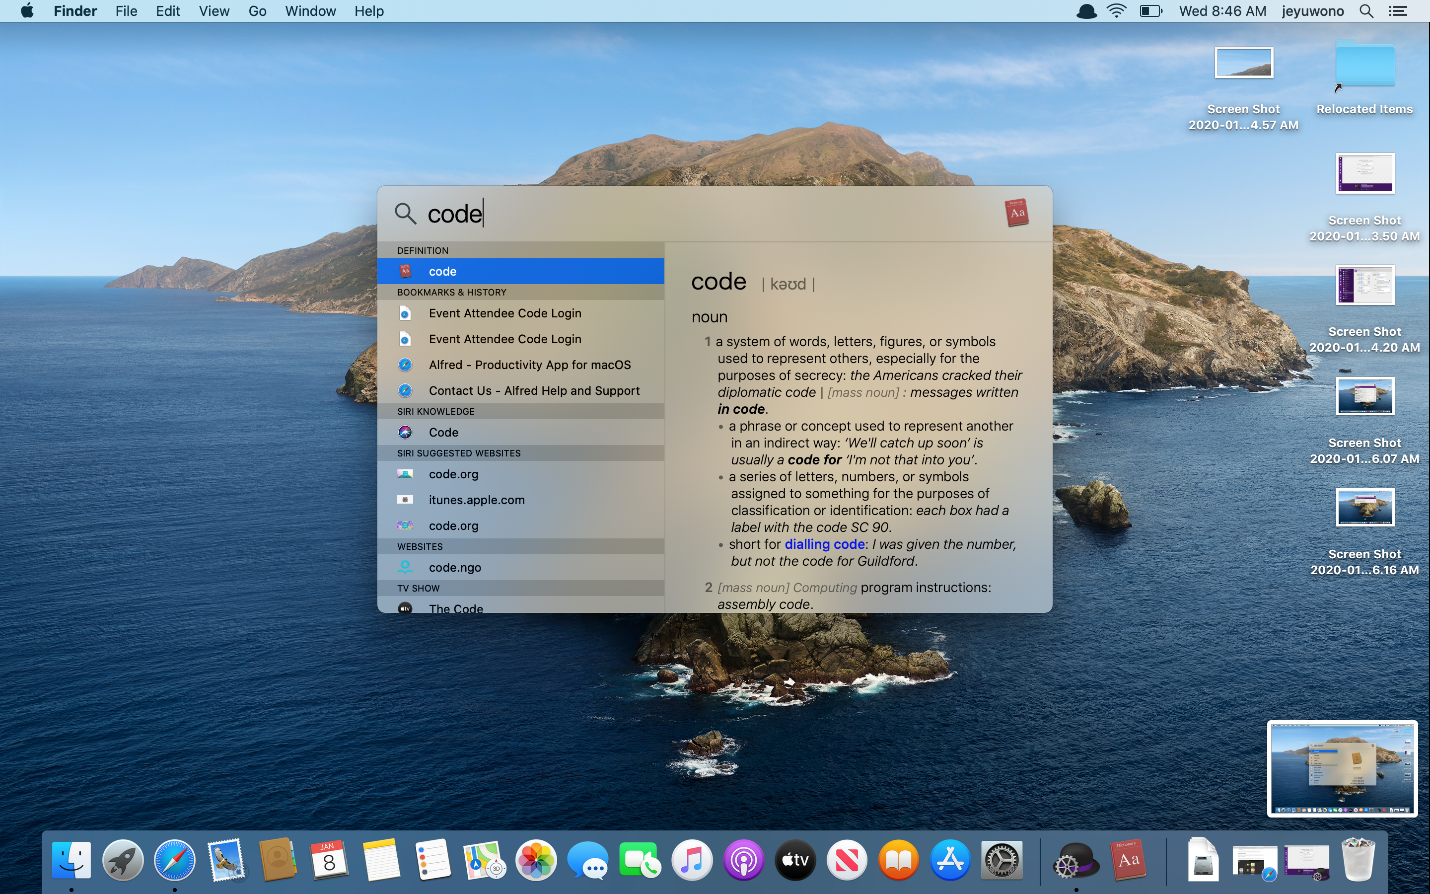 Finder File Edit View Go Window Help
Wed 8:46 AM jeyuwono
Screen Shot
2020-01...4.57 AM
Relocated Items
Screen Shot
2020-01...3.50 AM
Screen Shot
2020-01...4.20 AM
Screen Shot
2020-01...6.07 AM
Screen Shot
2020-01...6.16 AM
code
Aa
DEFINITION
code
BOOKMARKS & HISTORY
Event Attendee Code Login
Event Attendee Code Login
Alfred - Productivity App for macOS
Contact Us - Alfred Help and Support
SIRI KNOWLEDGE
Code
SIRI SUGGESTED WEBSITES
code.org
itunes.apple.com
code.org
WEBSITES
code.ngo
TV SHOW
The Code
code | kəʊd |
noun
1 a system of words, letters, figures, or symbols
used to represent others, especially for the
purposes of secrecy: the Americans cracked their
diplomatic code | [mass noun] : messages written
in code.
• a phrase or concept used to represent another
in an indirect way: ‘We'll catch up soon’ is
usually a code for ‘I'm not that into you’.
• a series of letters, numbers, or symbols
assigned to something for the purposes of
classification or identification: each box had a
label with the code SC 90.
• short for dialling code: I was given the number,
but not the code for Guildford.
2 [mass noun] Computing program instructions:
assembly code.
JAN
8
3D
tv
Aa